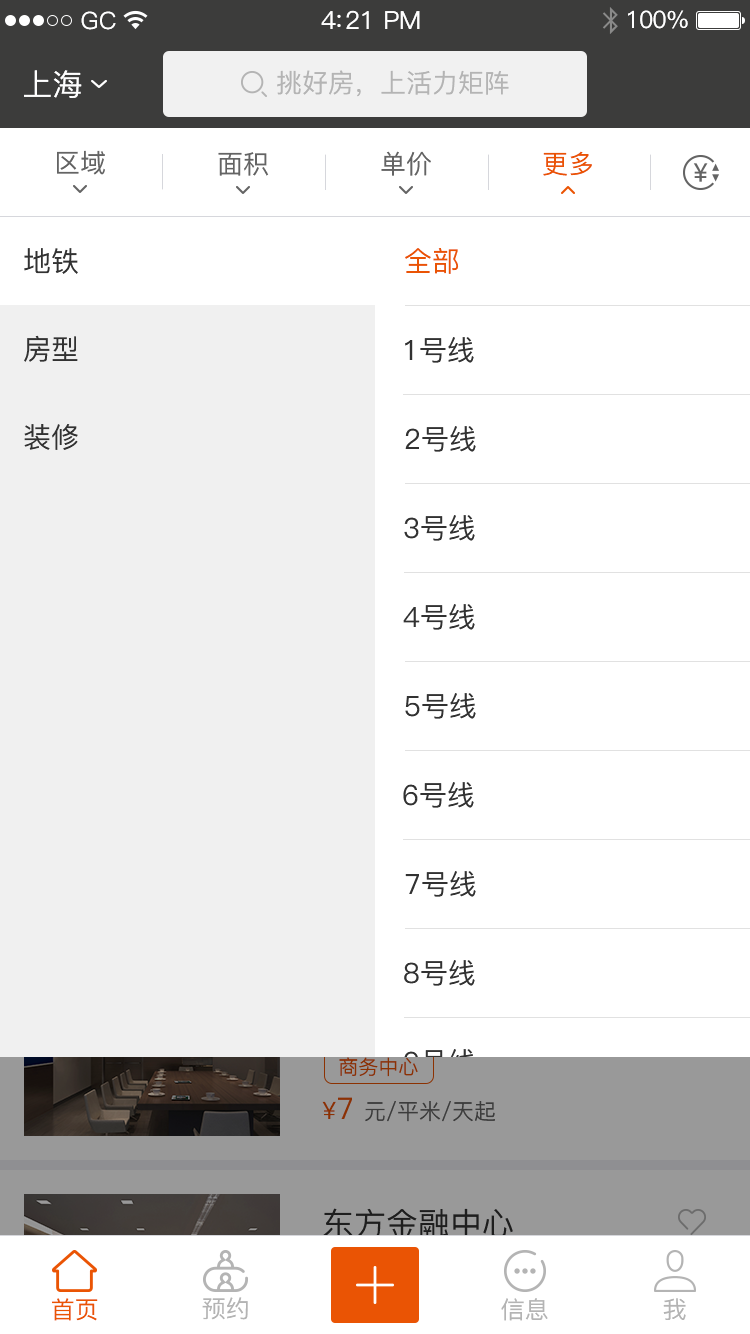 GC 4:21 PM 100%
上海
挑好房，上活力矩阵
区域 面积 单价 更多 ¥
地铁
房型
装修
全部
1号线
2号线
3号线
4号线
5号线
6号线
7号线
8号线
9号线
商务中心
¥7 元/平米/天起
东方金融中心
首页 预约 信息 我